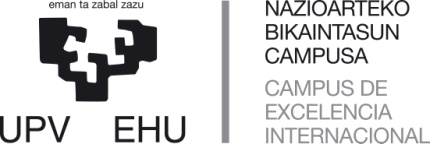 eman ta zabal zazu
UPV EHU
NAZIOARTEKO
BIKAINTASUN
CAMPUSA
CAMPUS DE
EXCELENCIA
INTERNACIONAL